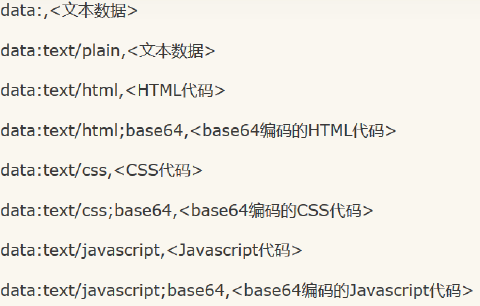 data:,<文本数据>
data:text/plain,<文本数据>
data:text/html,<HTML代码>
data:text/html;base64,<base64编码的HTML代码>
data:text/css,<CSS代码>
data:text/css;base64,<base64编码的CSS代码>
data:text/javascript,<Javascript代码>
data:text/javascript;base64,<base64编码的Javascript代码>